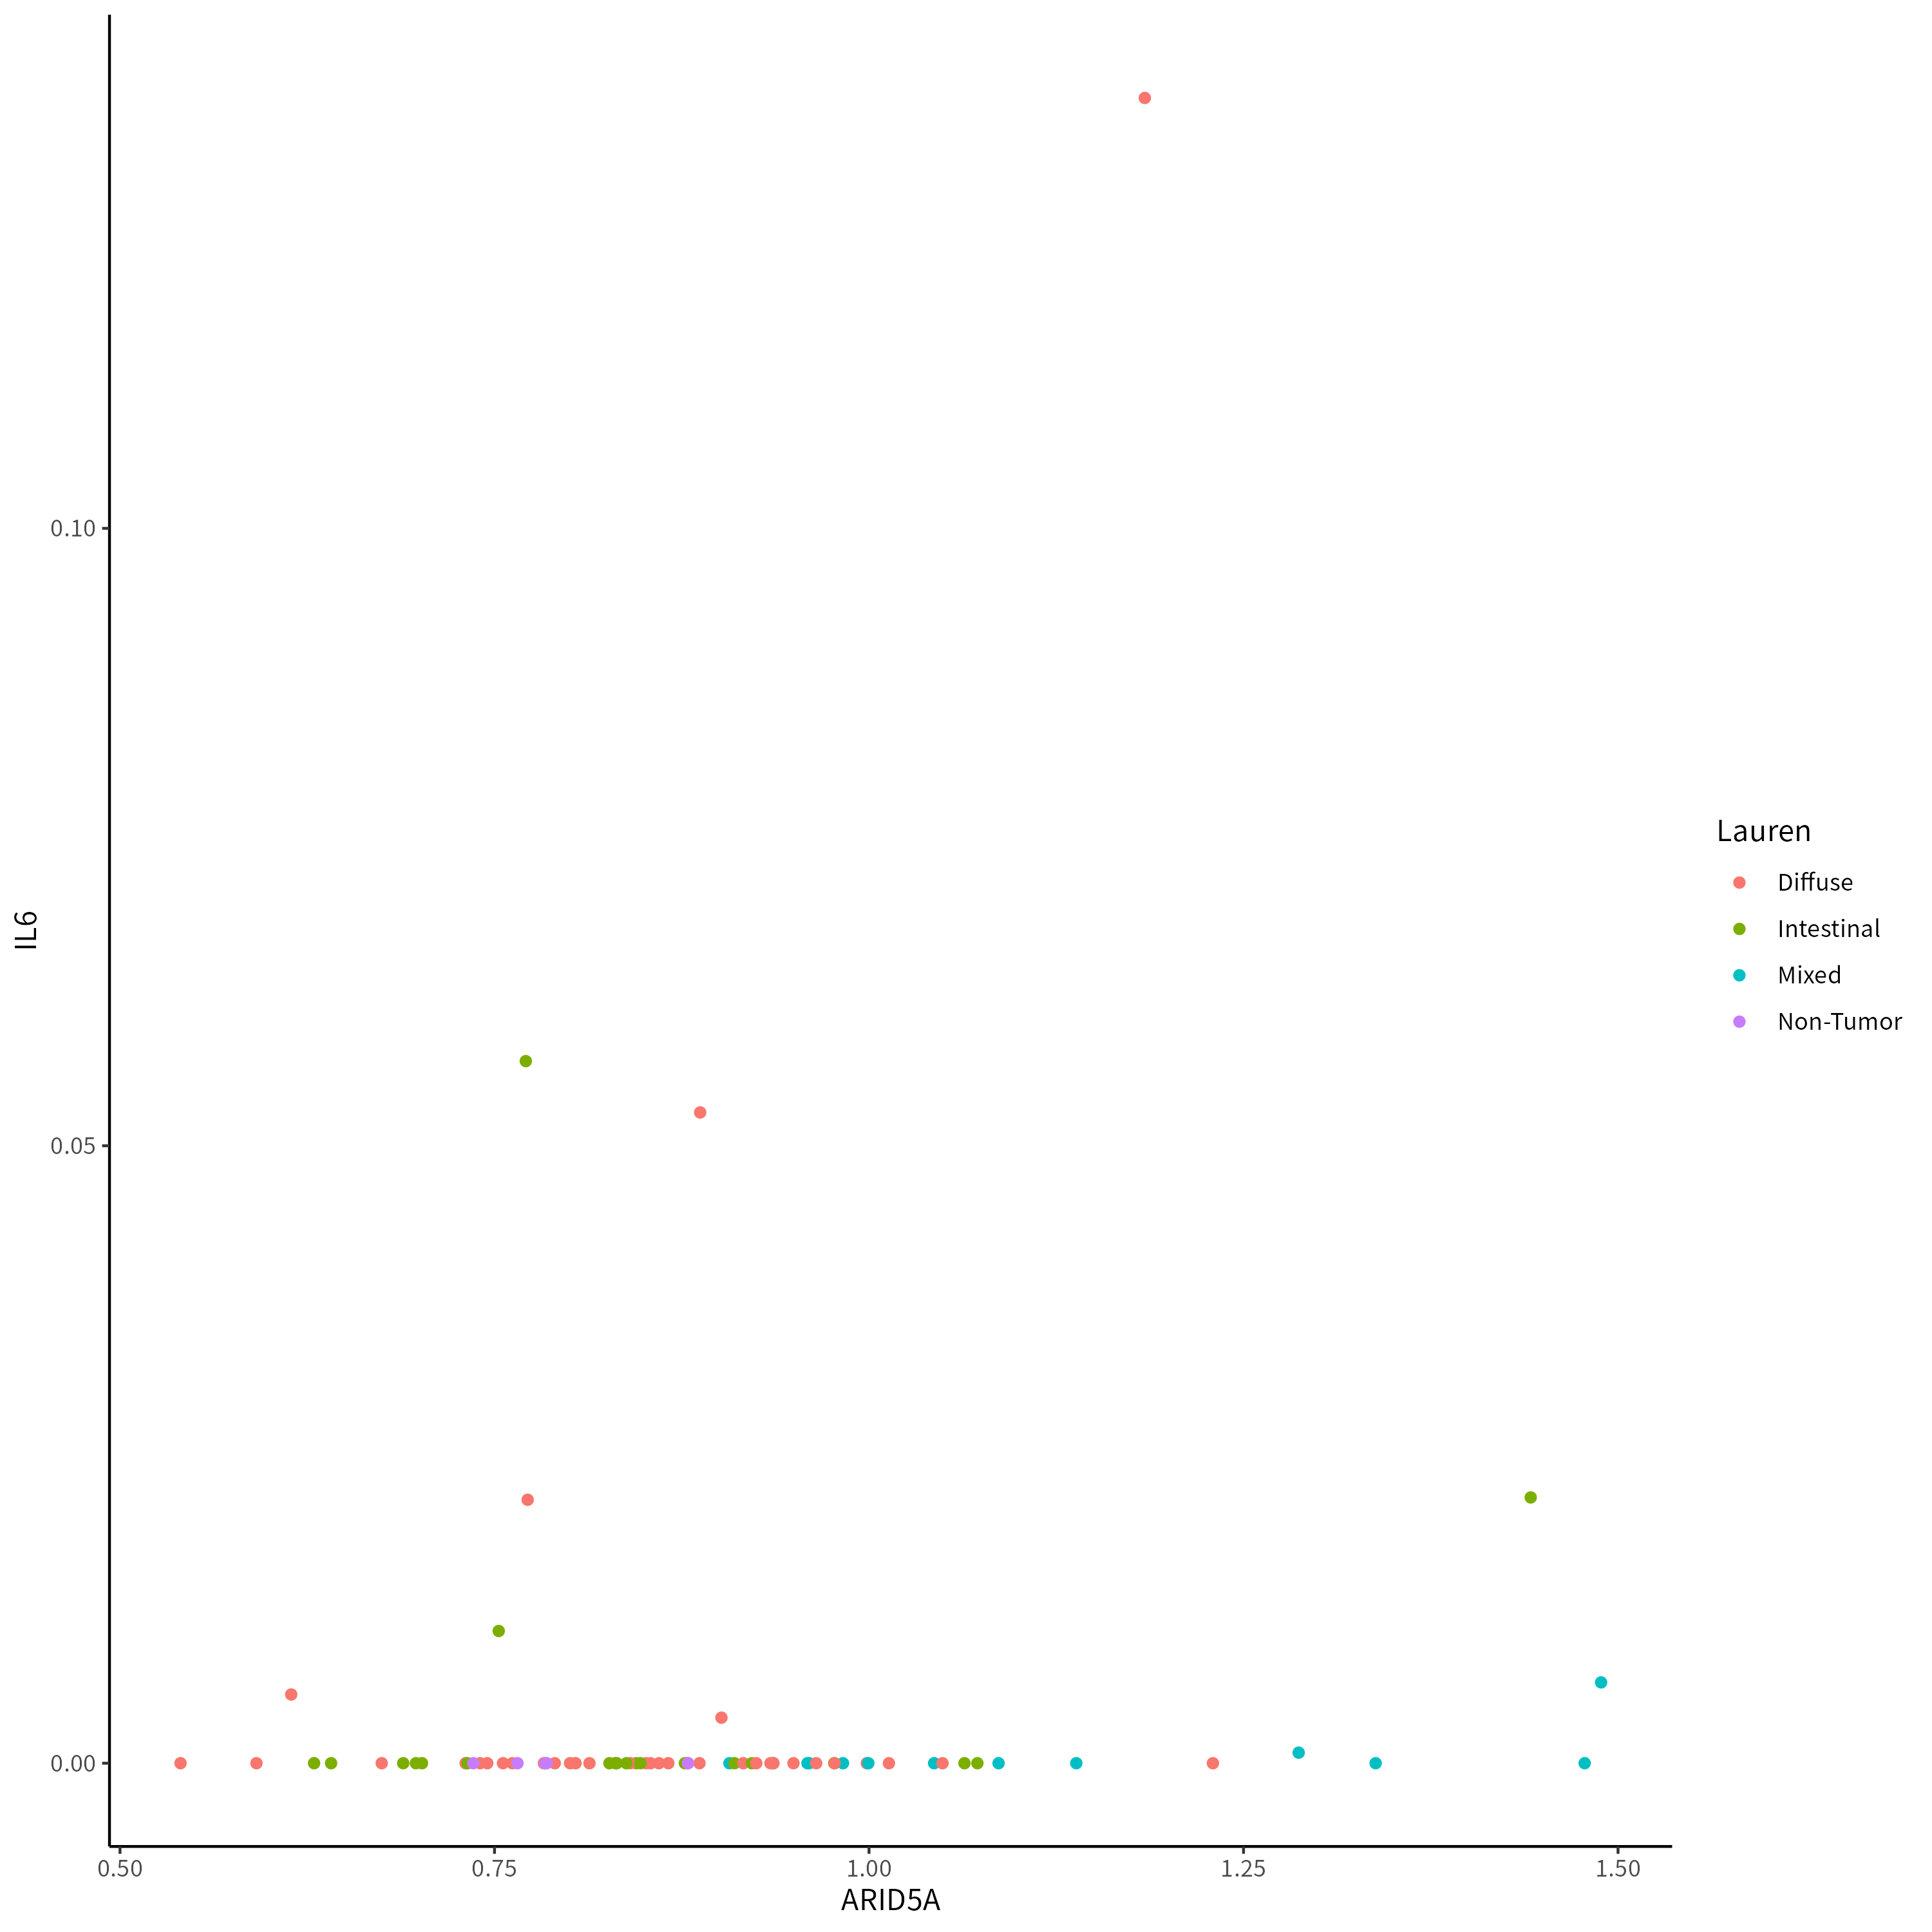 0.10
0.05
0.00
IL6
0.50
0.75
1.00
1.25
1.50
ARID5A
Lauren
Diffuse
Intestinal
Mixed
Non-Tumor